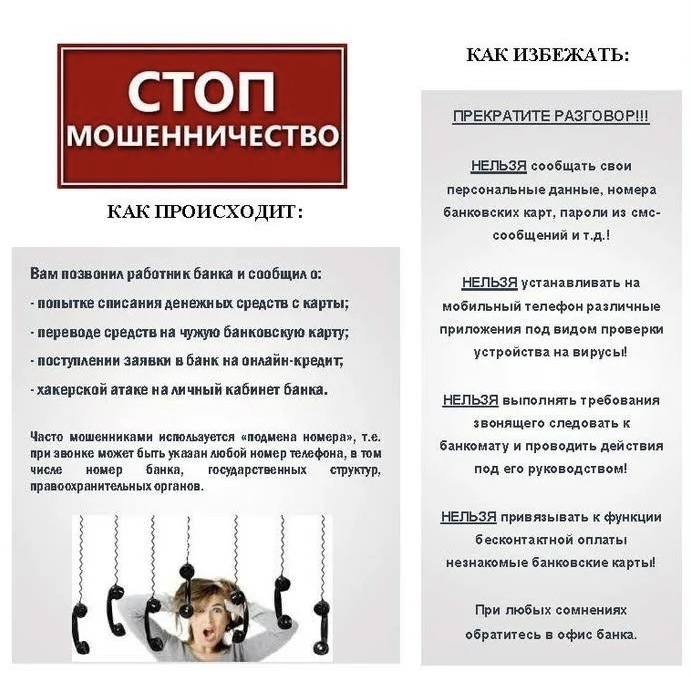 СТОП
МОШЕННИЧЕСТВО
КАК ПРОИСХОДИТ:
Вам позвонил работник банка и сообщил о:
- попытке списания денежных средств с карты;
- переводе средств на чужую банковскую карту;
- поступлении заявки в банк на онлайн-кредит;
- хакерской атаке на личный кабинет банка.
Часто мошенниками используется «подмена номера», т.е.
при звонке может быть указан любой номер телефона, в том
числе номер банка, государственных структур,
правоохранительных органов.
КАК ИЗБЕЖАТЬ:
ПРЕКРАТИТЕ РАЗГОВОР!!!
НЕЛЬЗЯ сообщать свои
персональные данные, номера
банковских карт, пароли из смс-
сообщений и т.д.!
НЕЛЬЗЯ устанавливать на
мобильный телефон различные
приложения под видом проверки
устройства на вирусы!
НЕЛЬЗЯ выполнять требования
звонящего следовать к
банкомату и проводить действия
под его руководством!
НЕЛЬЗЯ привязывать к функции
бесконтактной оплаты
незнакомые банковские карты!
При любых сомнениях
обратитесь в офис банка.